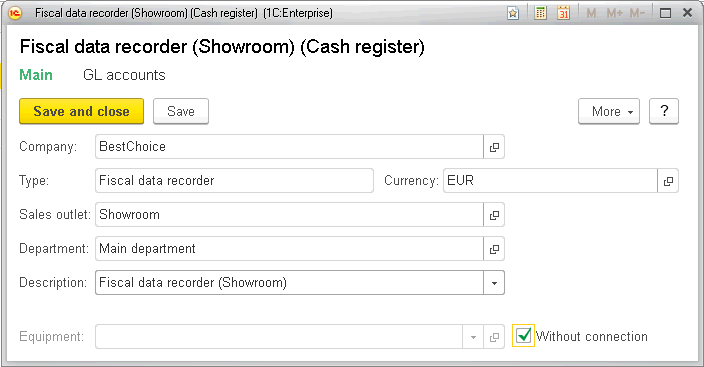 Fiscal data recorder (Showroom) (Cash register) (1C:Enterprise) 31 M M+ M-
Fiscal data recorder (Showroom) (Cash register)
Main GL accounts
Save and close Save More ?
Company: BestChoice
Type: Fiscal data recorder Currency: EUR
Sales outlet: Showroom
Department: Main department
Description: Fiscal data recorder (Showroom)
Equipment: Without connection